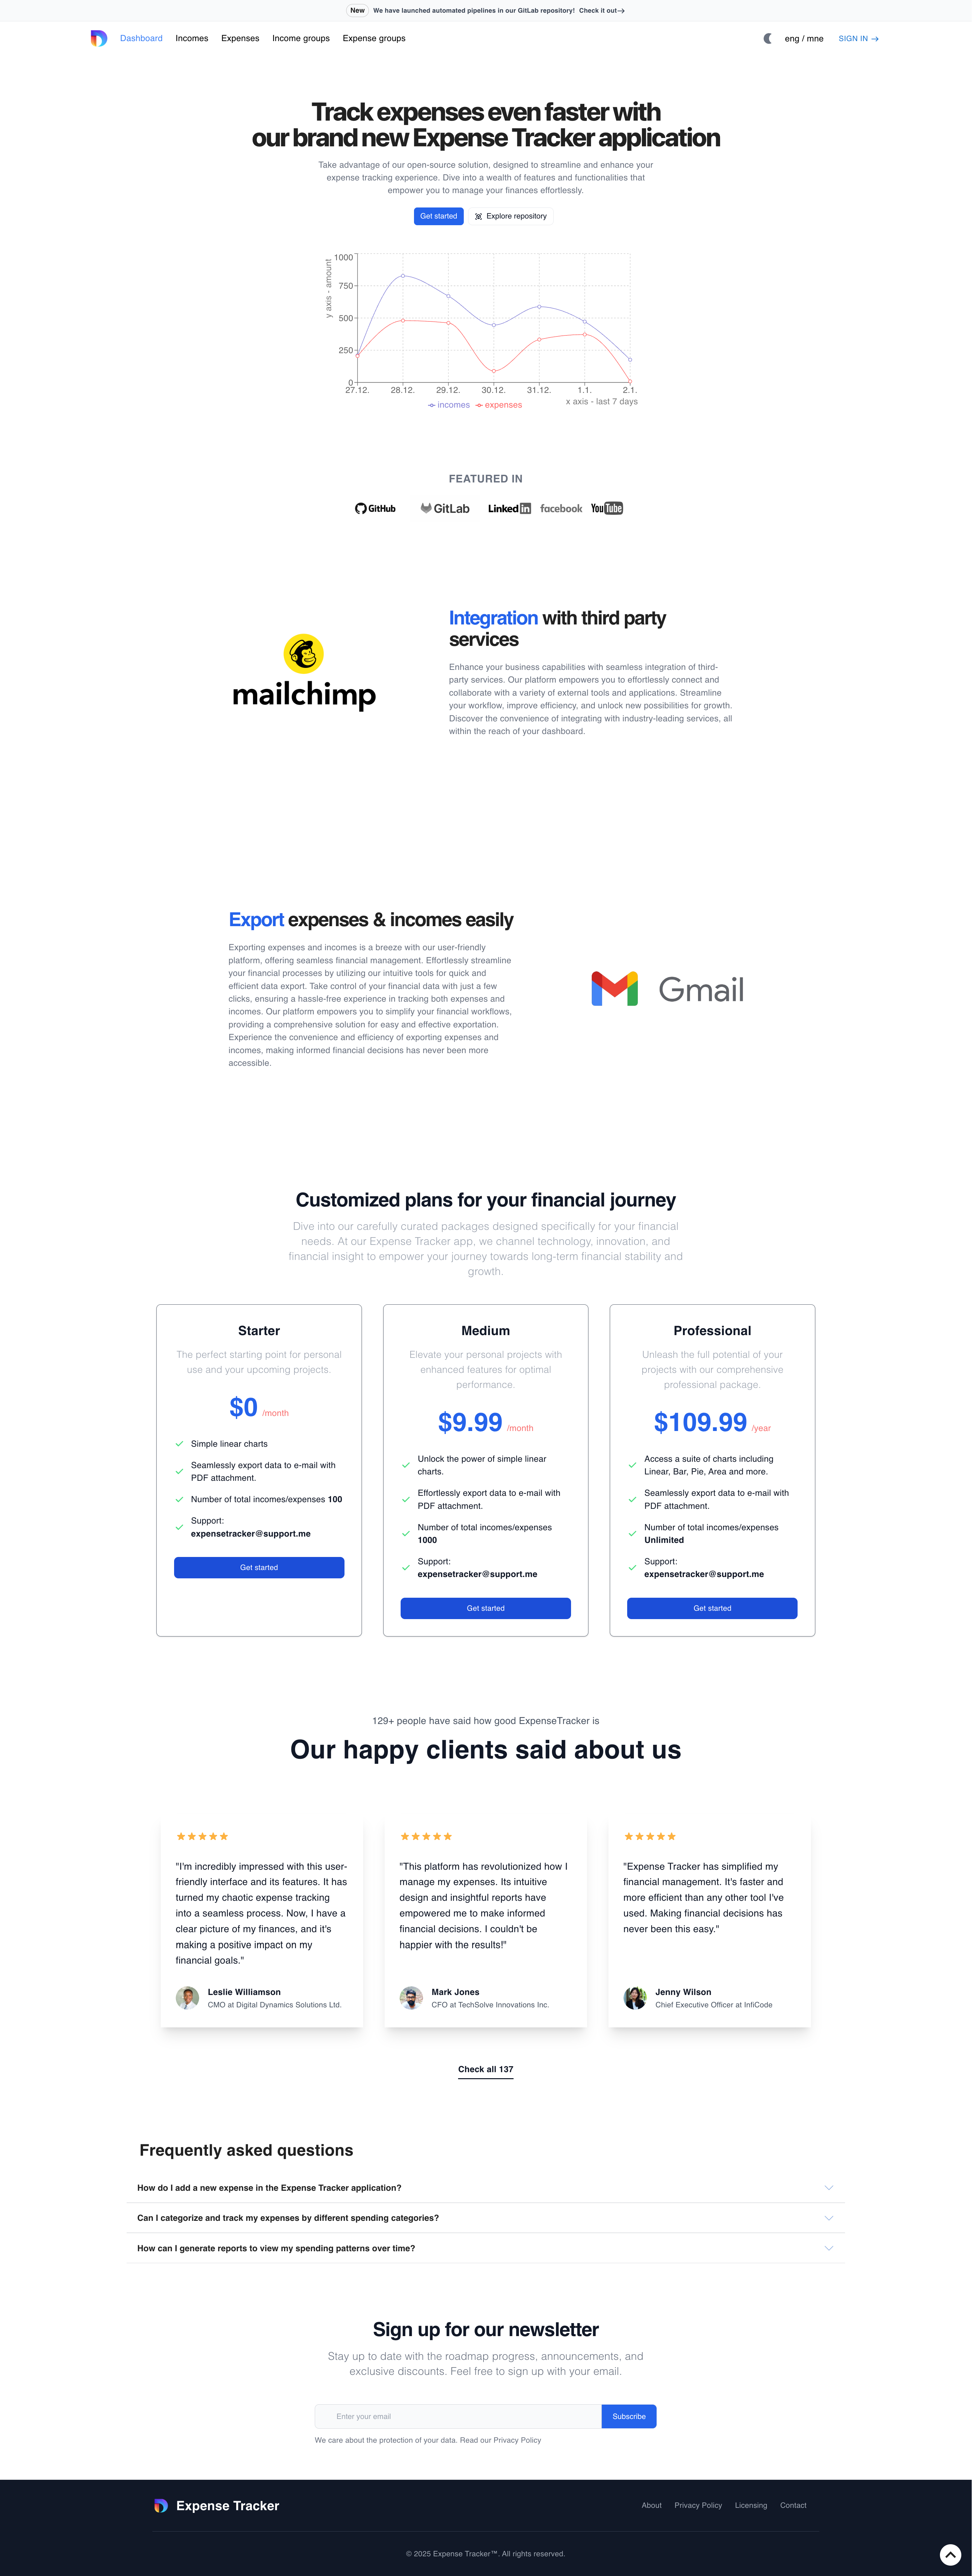 New We have launched automated pipelines in our GitLab repository! Check it out→
Dashboard Incomes Expenses Income groups Expense groups eng / mne SIGN IN →
Track expenses even faster with
our brand new Expense Tracker application
Take advantage of our open-source solution, designed to streamline and enhance your
expense tracking experience. Dive into a wealth of features and functionalities that
empower you to manage your finances effortlessly.
Get started Explore repository
y axis - amount
1000
750
500
250
0
27.12. 28.12. 29.12. 30.12. 31.12. 1.1. 2.1.
x axis - last 7 days
incomes expenses
FEATURED IN
GitHub GitLab Linked in facebook YouTube
mailchimp
Integration with third party
services
Enhance your business capabilities with seamless integration of third-
party services. Our platform empowers you to effortlessly connect and
collaborate with a variety of external tools and applications. Streamline
your workflow, improve efficiency, and unlock new possibilities for growth.
Discover the convenience of integrating with industry-leading services, all
within the reach of your dashboard.
Export expenses & incomes easily
Exporting expenses and incomes is a breeze with our user-friendly
platform, offering seamless financial management. Effortlessly streamline
your financial processes by utilizing our intuitive tools for quick and
efficient data export. Take control of your financial data with just a few
clicks, ensuring a hassle-free experience in tracking both expenses and
incomes. Our platform empowers you to simplify your financial workflows,
providing a comprehensive solution for easy and effective exportation.
Experience the convenience and efficiency of exporting expenses and
incomes, making informed financial decisions has never been more
accessible.
Gmail
Customized plans for your financial journey
Dive into our carefully curated packages designed specifically for your financial
needs. At our Expense Tracker app, we channel technology, innovation, and
financial insight to empower your journey towards long-term financial stability and
growth.
Starter
The perfect starting point for personal
use and your upcoming projects.
$0 /month
Simple linear charts
Seamlessly export data to e-mail with
PDF attachment.
Number of total incomes/expenses 100
Support:
expensetracker@support.me
Get started
Medium
Elevate your personal projects with
enhanced features for optimal
performance.
$9.99 /month
Unlock the power of simple linear
charts.
Effortlessly export data to e-mail with
PDF attachment.
Number of total incomes/expenses
1000
Support:
expensetracker@support.me
Get started
Professional
Unleash the full potential of your
projects with our comprehensive
professional package.
$109.99 /year
Access a suite of charts including
Linear, Bar, Pie, Area and more.
Seamlessly export data to e-mail with
PDF attachment.
Number of total incomes/expenses
Unlimited
Support:
expensetracker@support.me
Get started
129+ people have said how good ExpenseTracker is
Our happy clients said about us
"I'm incredibly impressed with this user-
friendly interface and its features. It has
turned my chaotic expense tracking
into a seamless process. Now, I have a
clear picture of my finances, and it's
making a positive impact on my
financial goals."
Leslie Williamson
CMO at Digital Dynamics Solutions Ltd.
"This platform has revolutionized how I
manage my expenses. Its intuitive
design and insightful reports have
empowered me to make informed
financial decisions. I couldn't be
happier with the results!"
Mark Jones
CFO at TechSolve Innovations Inc.
"Expense Tracker has simplified my
financial management. It's faster and
more efficient than any other tool I've
used. Making financial decisions has
never been this easy."
Jenny Wilson
Chief Executive Officer at InfiCode
Check all 137
Frequently asked questions
How do I add a new expense in the Expense Tracker application?
Can I categorize and track my expenses by different spending categories?
How can I generate reports to view my spending patterns over time?
Sign up for our newsletter
Stay up to date with the roadmap progress, announcements, and
exclusive discounts. Feel free to sign up with your email.
Enter your email Subscribe
We care about the protection of your data. Read our Privacy Policy
Expense Tracker About Privacy Policy Licensing Contact
© 2025 Expense Tracker™. All rights reserved.